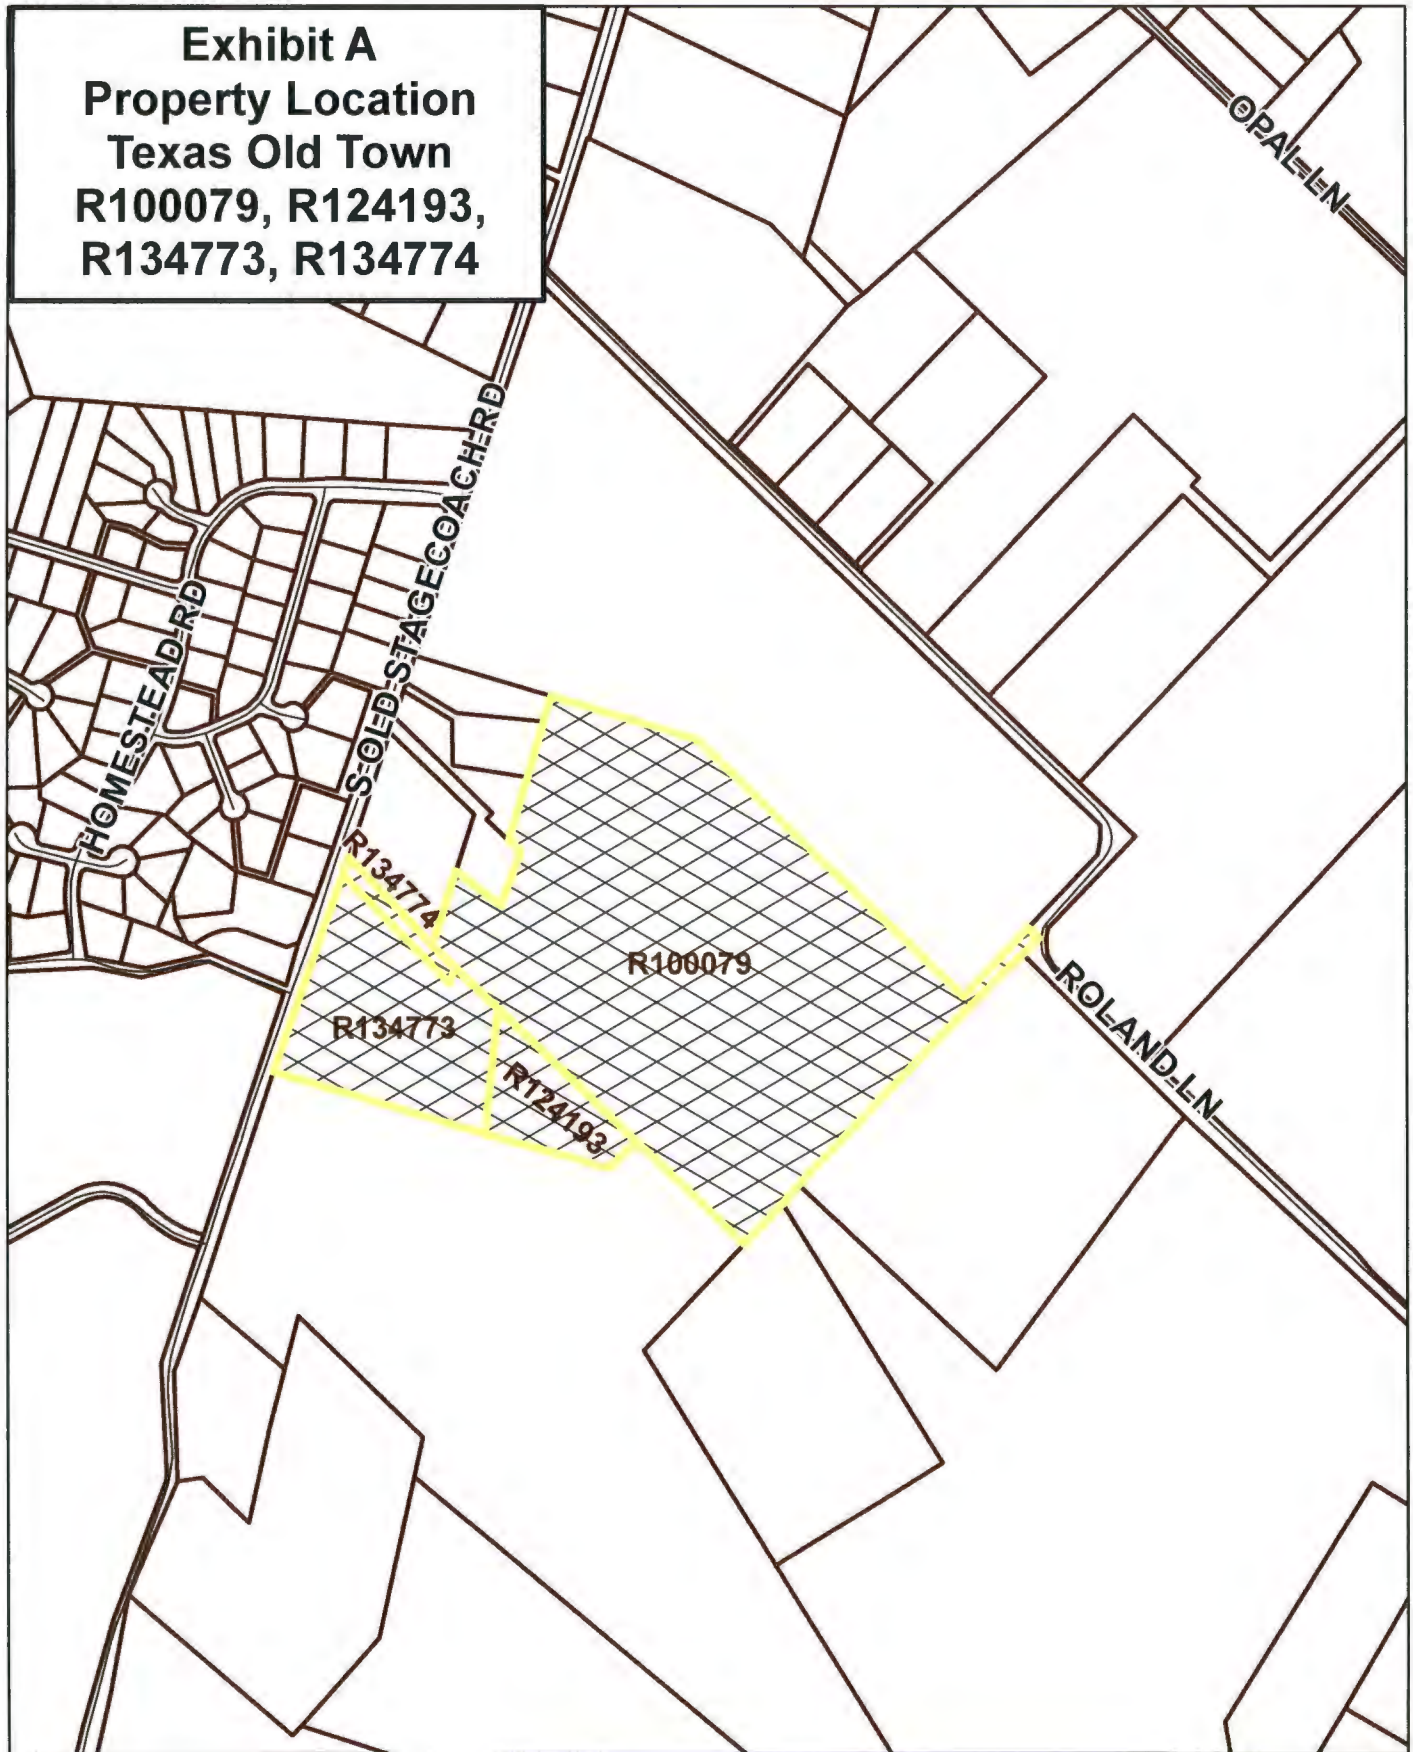 Exhibit A
Property Location
Texas Old Town
R100079, R124193,
R134773, R134774
OPAL LN
S OLD STAGECOACH RD
HOMESTEAD RD
R134774
R100079
R134773
R124193
ROLAND LN